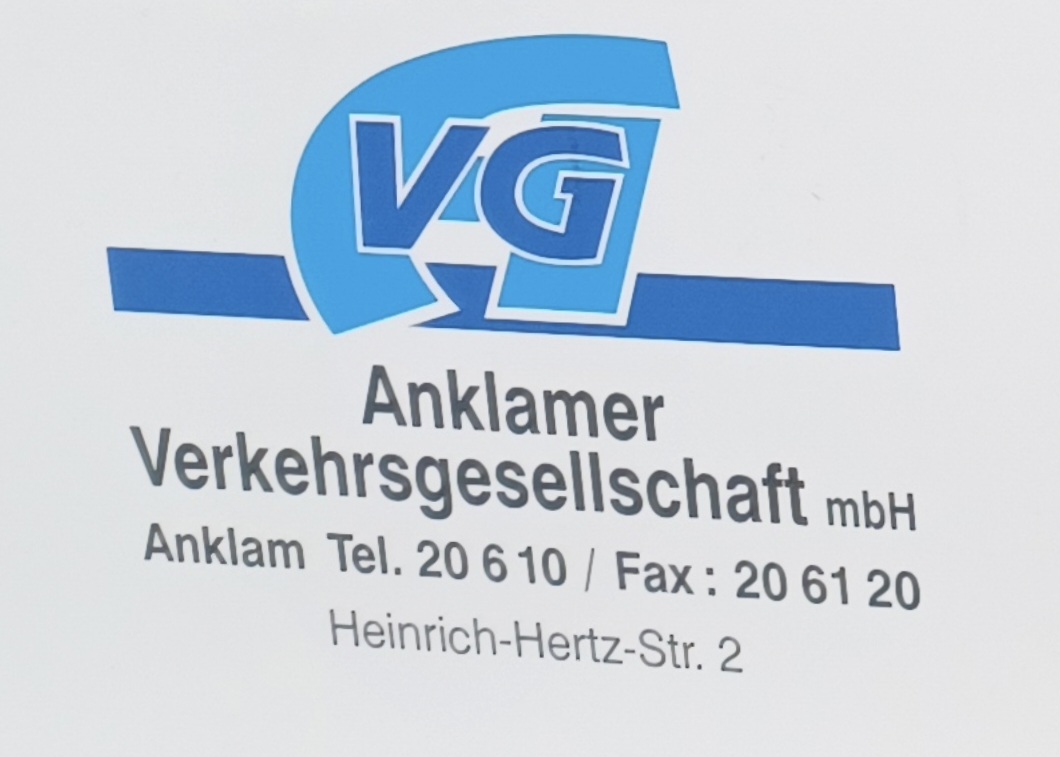 VG
Anklamer
Verkehrsgesellschaft mbH
Anklam Tel. 20 6 10 / Fax : 20 61 20
Heinrich-Hertz-Str. 2